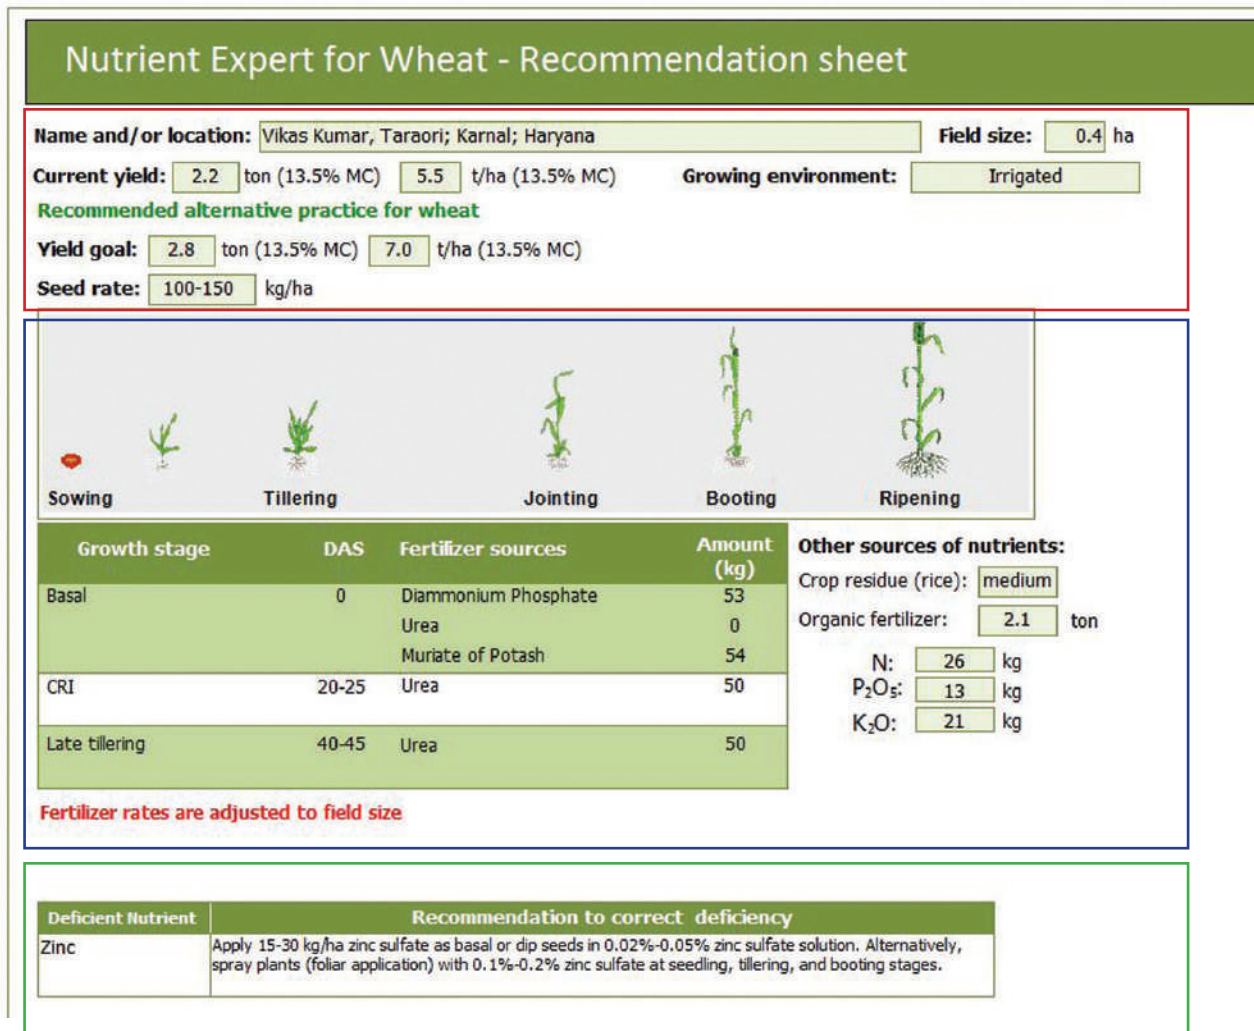 Nutrient Expert for Wheat - Recommendation sheet
Name and/or location: Vikas Kumar, Taraori; Karnal; Haryana Field size: 0.4 ha
Current yield: 2.2 ton (13.5% MC) 5.5 t/ha (13.5% MC) Growing environment: Irrigated
Recommended alternative practice for wheat
Yield goal: 2.8 ton (13.5% MC) 7.0 t/ha (13.5% MC)
Seed rate: 100-150 kg/ha
Sowing Tillering Jointing Booting Ripening
Growth stage DAS Fertilizer sources Amount (kg)
Basal 0 Diammonium Phosphate 53
Urea 0
Muriate of Potash 54
CRI 20-25 Urea 50
Late tillering 40-45 Urea 50
Other sources of nutrients:
Crop residue (rice): medium
Organic fertilizer: 2.1 ton
N: 26 kg
P₂O₅: 13 kg
K₂O: 21 kg
Fertilizer rates are adjusted to field size
Deficient Nutrient Recommendation to correct deficiency
Zinc Apply 15-30 kg/ha zinc sulfate as basal or dip seeds in 0.02%-0.05% zinc sulfate solution. Alternatively,
spray plants (foliar application) with 0.1%-0.2% zinc sulfate at seedling, tillering, and booting stages.